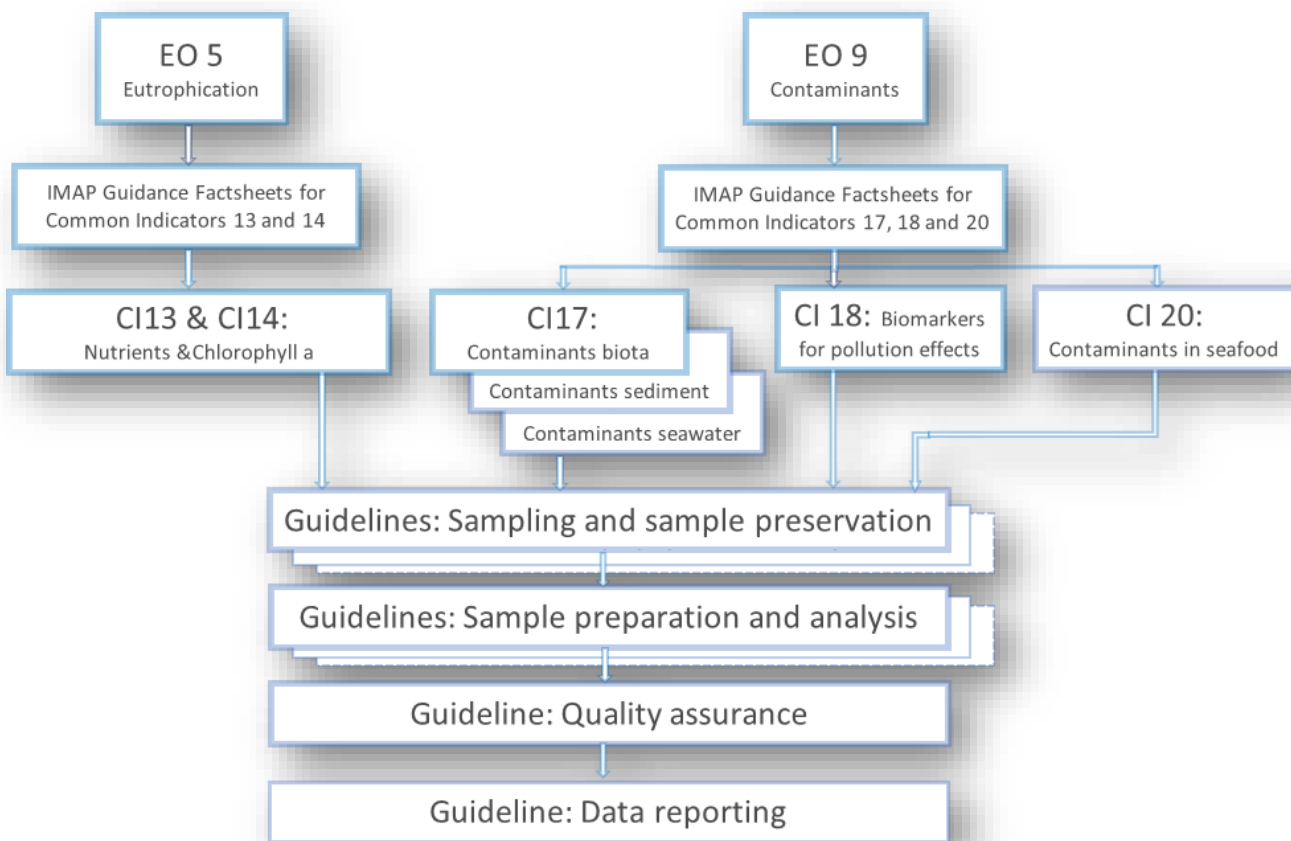 EO 5
Eutrophication
EO 9
Contaminants
IMAP Guidance Factsheets for
Common Indicators 13 and 14
IMAP Guidance Factsheets for
Common Indicators 17, 18 and 20
CI13 & CI14:
Nutrients &Chlorophyll a
CI17:
Contaminants biota
Contaminants sediment
Contaminants seawater
CI 18: Biomarkers
for pollution effects
CI 20:
Contaminants in seafood
Guidelines: Sampling and sample preservation
Guidelines: Sample preparation and analysis
Guideline: Quality assurance
Guideline: Data reporting